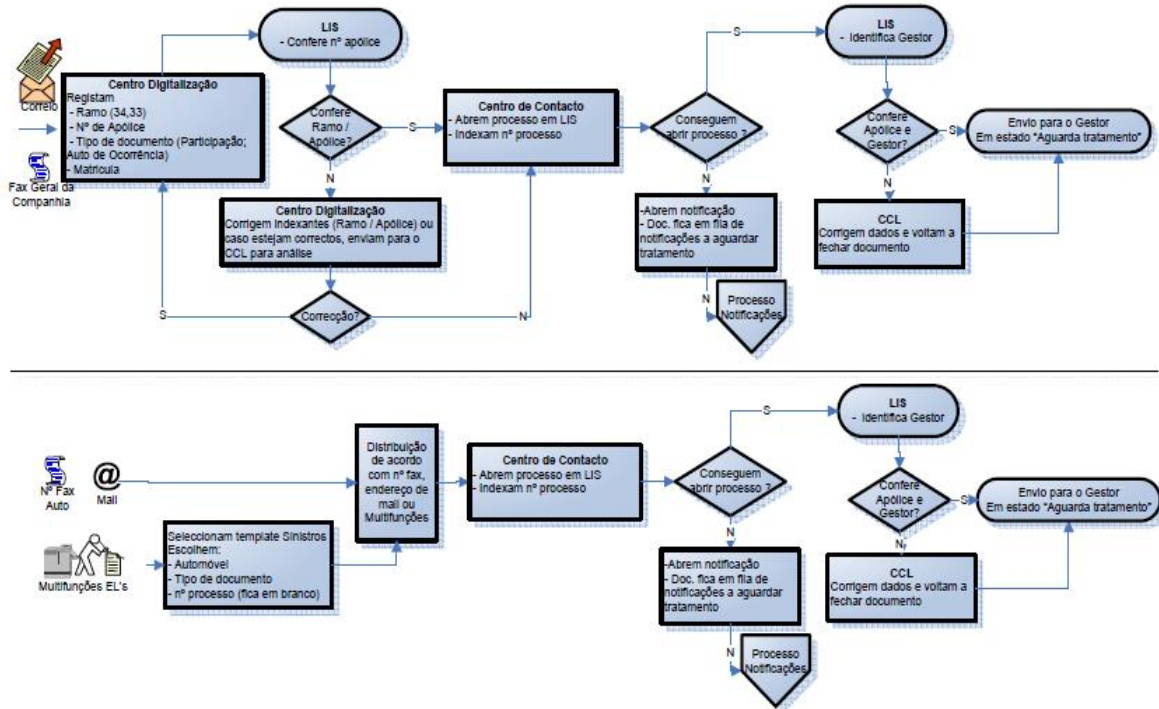 LIS
- Confere nº apólice
Correio
Fax Geral da
Companhia
Centro Digitalização
Registam
- Ramo (34,33)
- Nº de Apólice
- Tipo de documento (Participação;
Auto de Ocorrência)
- Matricula
Confere
Ramo /
Apólice?
S
N
Centro Digitalização
Corrigem Indexantes (Ramo / Apólice) ou
caso estejam correctos, enviam para o
CCL para análise
Correcção?
S
N
Centro de Contacto
- Abrem processo em LIS
- Indexam nº processo
Conseguem
abrir processo ?
S
N
-Abrem notificação
- Doc. fica em fila de
notificações a aguardar
tratamento
N
Processo
Notificações
LIS
- Identifica Gestor
Confere
Apólice e
Gestor?
S
N
CCL
Corrigem dados e voltam a
fechar documento
Envio para o Gestor
Em estado “Aguarda tratamento”
Nº Fax
Auto
@
Mail
Multifunções EL's
Seleccionam template Sinistros
Escolhem:
- Automóvel
- Tipo de documento
- nº processo (fica em branco)
Distribuição
de acordo
com nº fax,
endereço de
mail ou
Multifunções
Centro de Contacto
- Abrem processo em LIS
- Indexam nº processo
Conseguem
abrir processo ?
S
N
-Abrem notificação
- Doc. fica em fila de
notificações a aguardar
tratamento
N
Processo
Notificações
LIS
- Identifica Gestor
Confere
Apólice e
Gestor?
S
N
CCL
Corrigem dados e voltam a
fechar documento
Envio para o Gestor
Em estado “Aguarda tratamento”